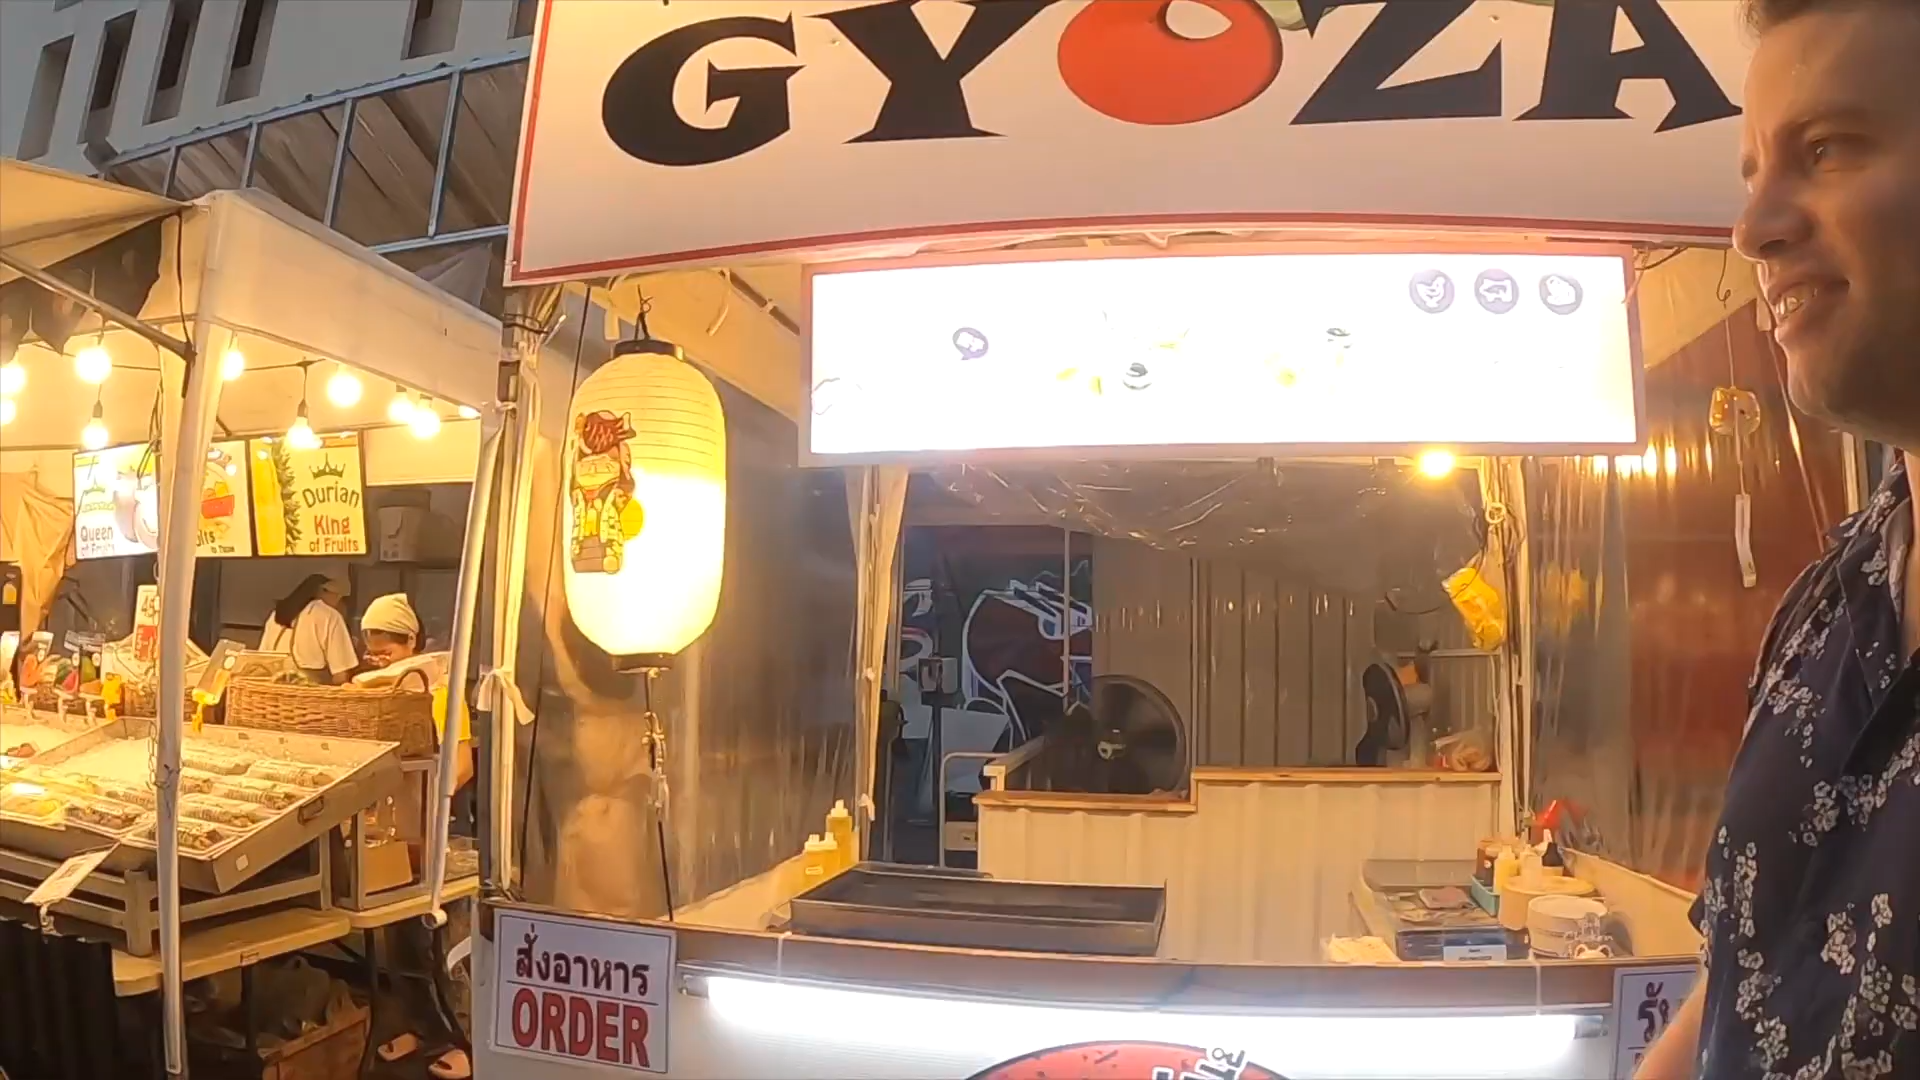 GYOZA
Durian
King
of Fruits
Queen
of Fruits
สั่งอาหาร
ORDER